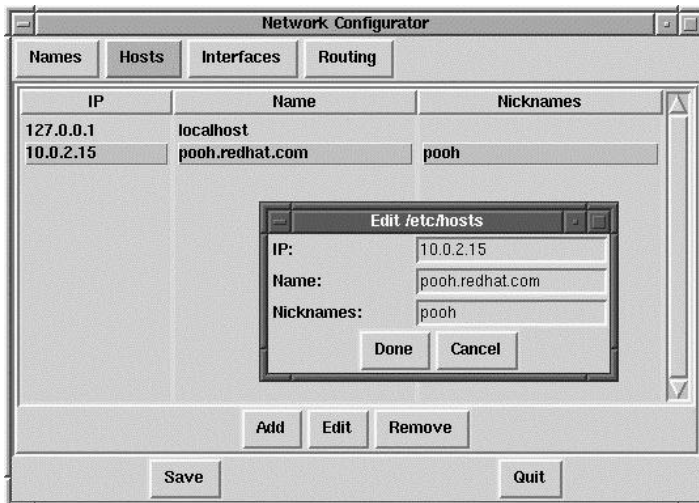 Network Configurator
Names Hosts Interfaces Routing
IP Name Nicknames
127.0.0.1 localhost
10.0.2.15 pooh.redhat.com pooh
Edit /etc/hosts
IP: 10.0.2.15
Name: pooh.redhat.com
Nicknames: pooh
Done Cancel
Add Edit Remove
Save Quit